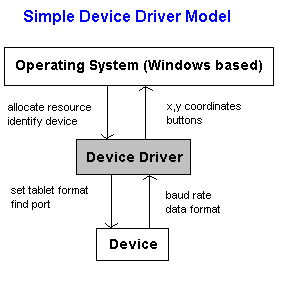 Simple Device Driver Model
Operating System (Windows based)
allocate resource
identify device
x,y coordinates
buttons
Device Driver
set tablet format
find port
baud rate
data format
Device